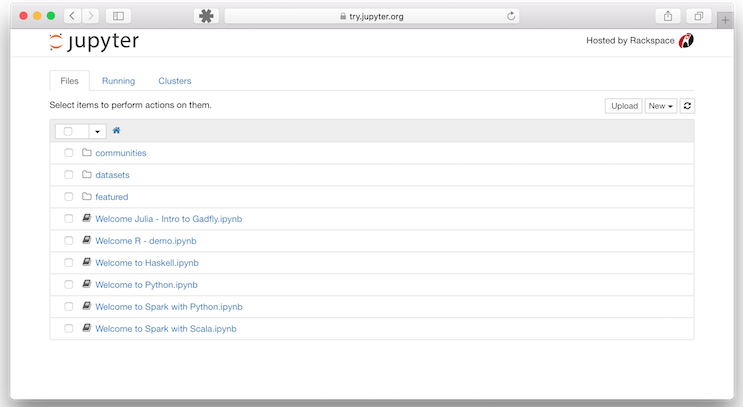 try.jupyter.org
jupyter
Hosted by Rackspace
Files Running Clusters
Select items to perform actions on them.
Upload New
communities
datasets
featured
Welcome Julia - Intro to Gadfly.ipynb
Welcome R - demo.ipynb
Welcome to Haskell.ipynb
Welcome to Python.ipynb
Welcome to Spark with Python.ipynb
Welcome to Spark with Scala.ipynb